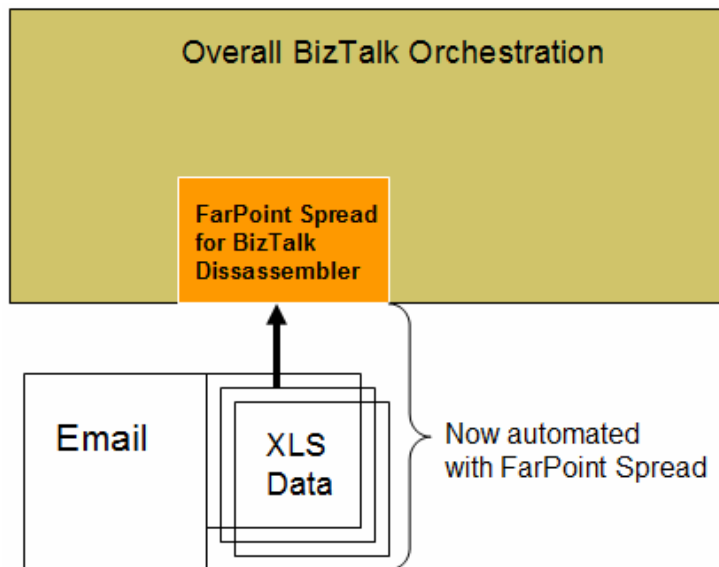 Overall BizTalk Orchestration
FarPoint Spread
for BizTalk
Dissassembler
Email
XLS
Data
Now automated
with FarPoint Spread